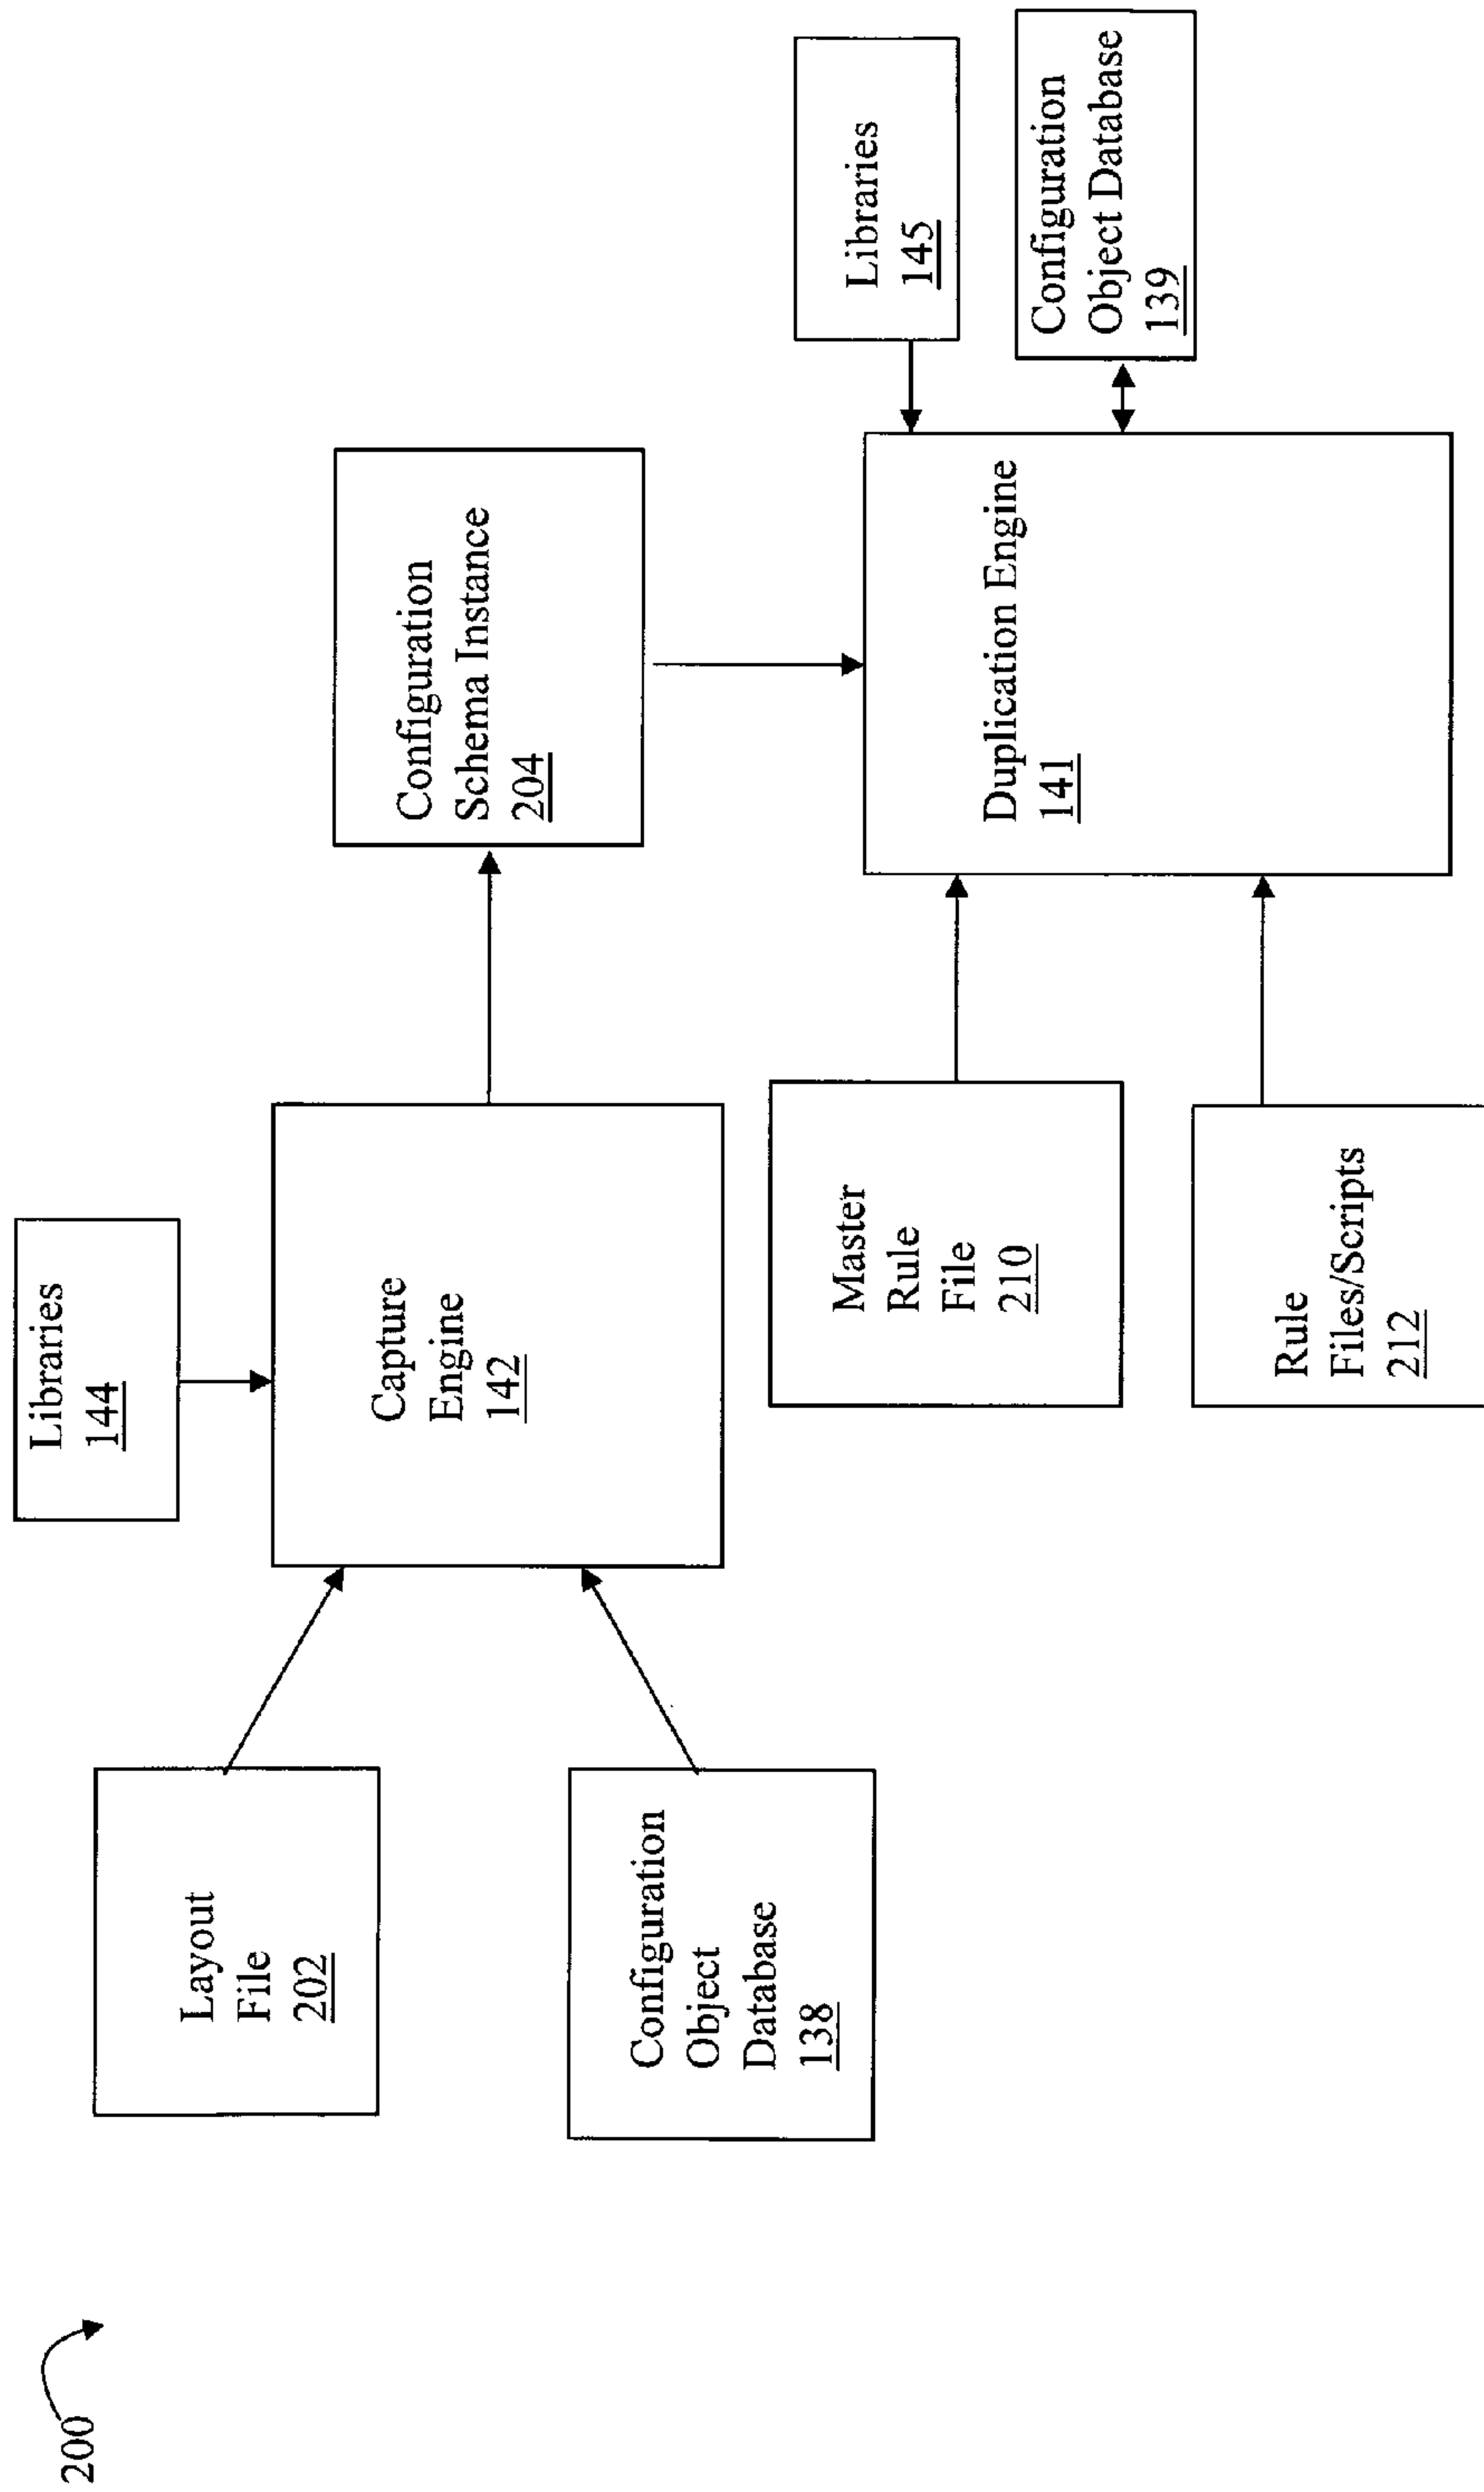 200
Libraries
144
Layout
File
202
Configuration
Object
Database
138
Capture
Engine
142
Configuration
Schema Instance
204
Master
Rule
File
210
Rule
Files/Scripts
212
Duplication Engine
141
Libraries
145
Configuration
Object Database
139